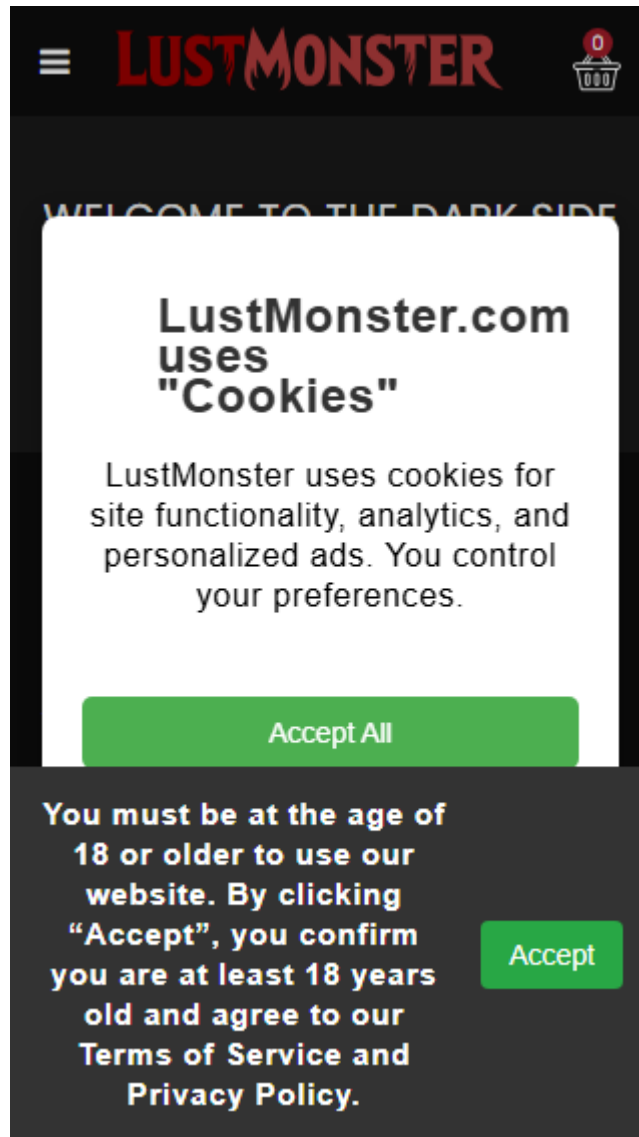 LUSTMONSTER
0
WELCOME TO THE DARK SIDE
LustMonster.com
uses
"Cookies"
LustMonster uses cookies for
site functionality, analytics, and
personalized ads. You control
your preferences.
Accept All
You must be at the age of
18 or older to use our
website. By clicking
“Accept”, you confirm
you are at least 18 years
old and agree to our
Terms of Service and
Privacy Policy.
Accept